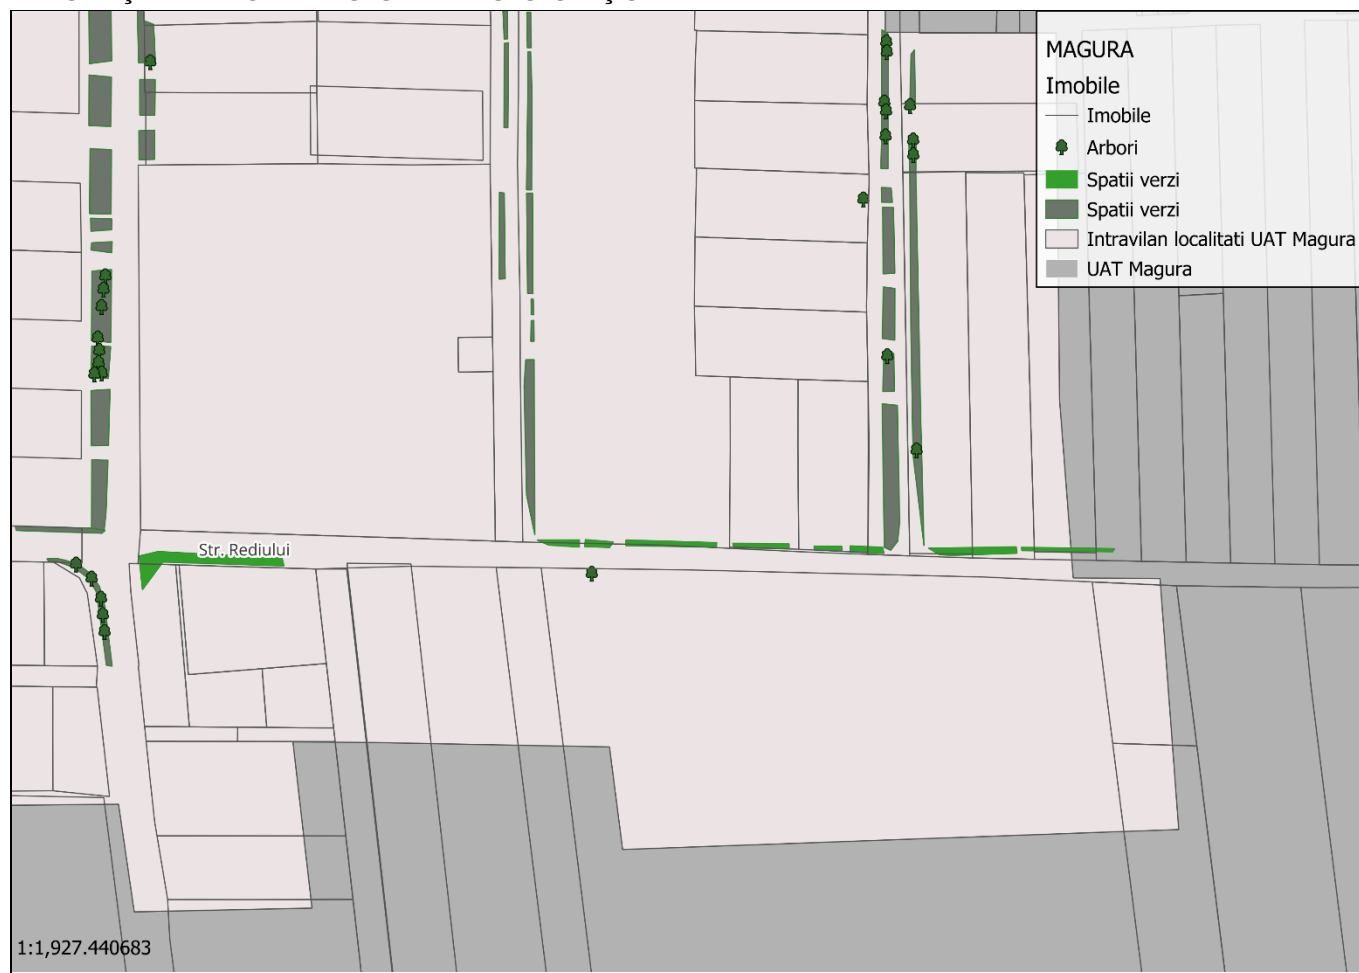 MAGURA
Imobile
Imobile
Arbori
Spatii verzi
Spatii verzi
Intravilan localitati UAT Magura
UAT Magura
Str. Rediului
1:1,927.440683